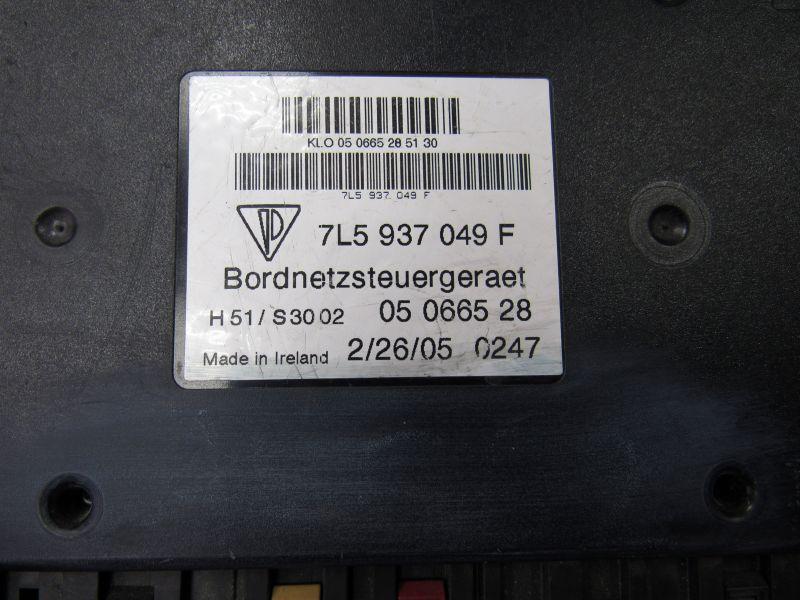 KLO 05 0665 28 51 30
7L5 937 049 F
7L5 937 049 F
Bordnetzsteuergeraet
H 51 / S 30 02 05 0665 28
Made in Ireland 2/26/05 0247